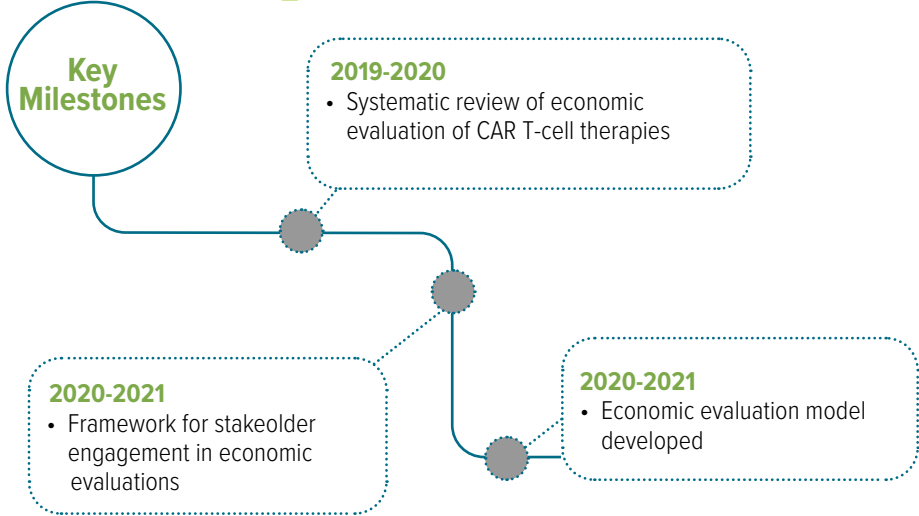 Key
Milestones
2019-2020
• Systematic review of economic
evaluation of CAR T-cell therapies
2020-2021
• Framework for stakeolder
engagement in economic
evaluations
2020-2021
• Economic evaluation model
developed